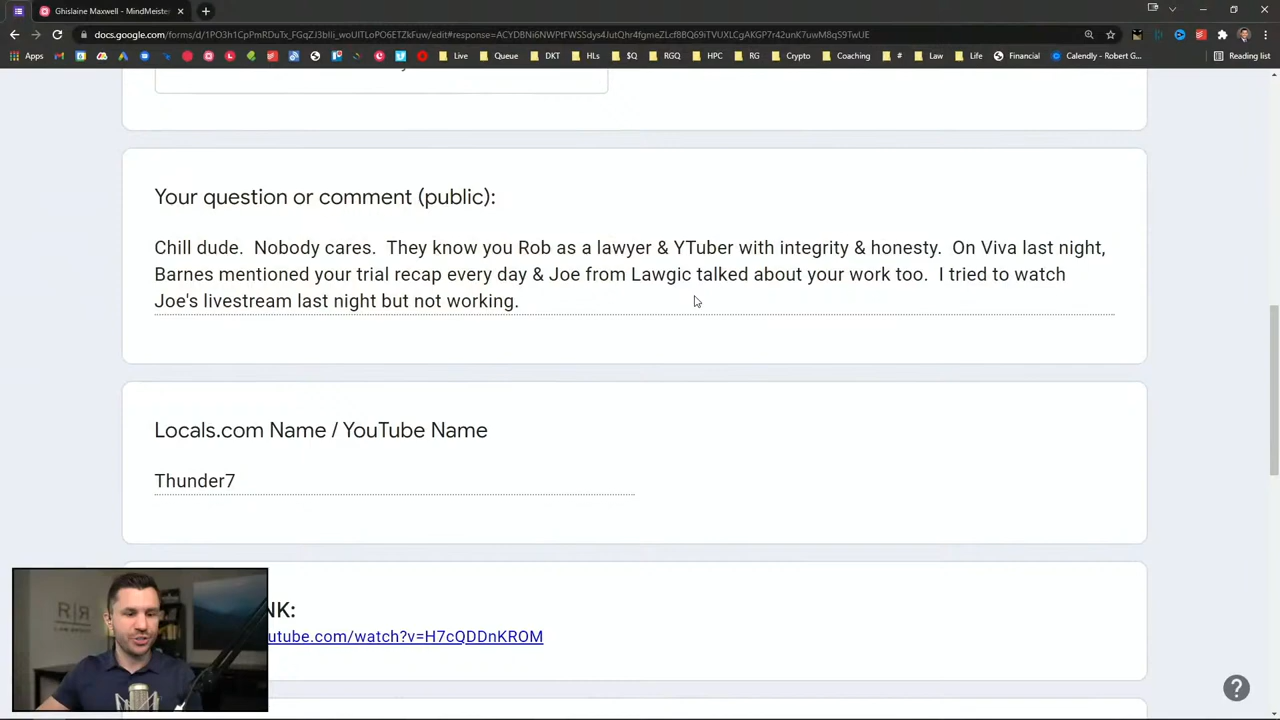 Ghislaine Maxwell - MindMeister
docs.google.com/forms/d/1PO3h1CpPmRDuTx_FGqZJ3blIi_woUlTLoPO6ETZkFuw/edit#response=ACYDBNi6NWPtFWSSdys4JutQhr4fgmeZLcf8BQ69iTVUXLCgAKGP7r42unK7uwM8qS9TwUE
Apps Live Queue DKT HLs $Q RGQ HPC RG Crypto Coaching # Law Life Financial Calendly - Robert G... Reading list
Your question or comment (public):
Chill dude. Nobody cares. They know you Rob as a lawyer & YTuber with integrity & honesty. On Viva last night,
Barnes mentioned your trial recap every day & Joe from Lawgic talked about your work too. I tried to watch
Joe's livestream last night but not working.
Locals.com Name / YouTube Name
Thunder7
NK:
utube.com/watch?v=H7cQDDnKROM
R|R